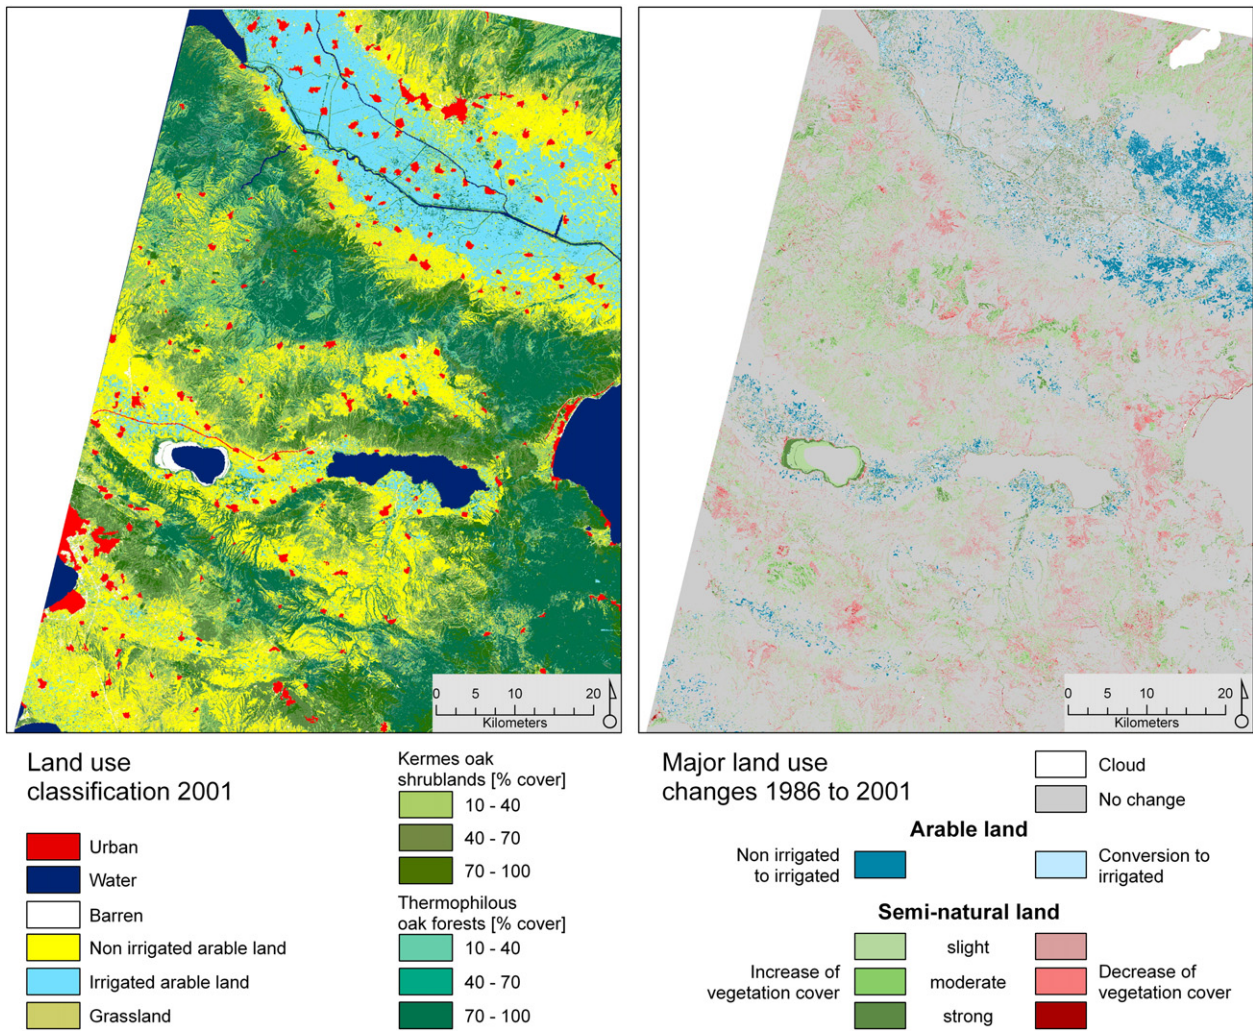 0 5 10 20
Kilometers
0 5 10 20
Kilometers
Land use
classification 2001
Urban
Water
Barren
Non irrigated arable land
Irrigated arable land
Grassland
Kermes oak
shrublands [% cover]
10 - 40
40 - 70
70 - 100
Thermophilous
oak forests [% cover]
10 - 40
40 - 70
70 - 100
Major land use
changes 1986 to 2001
Cloud
No change
Arable land
Non irrigated
to irrigated
Conversion to
irrigated
Semi-natural land
Increase of
vegetation cover
slight
moderate
strong
Decrease of
vegetation cover